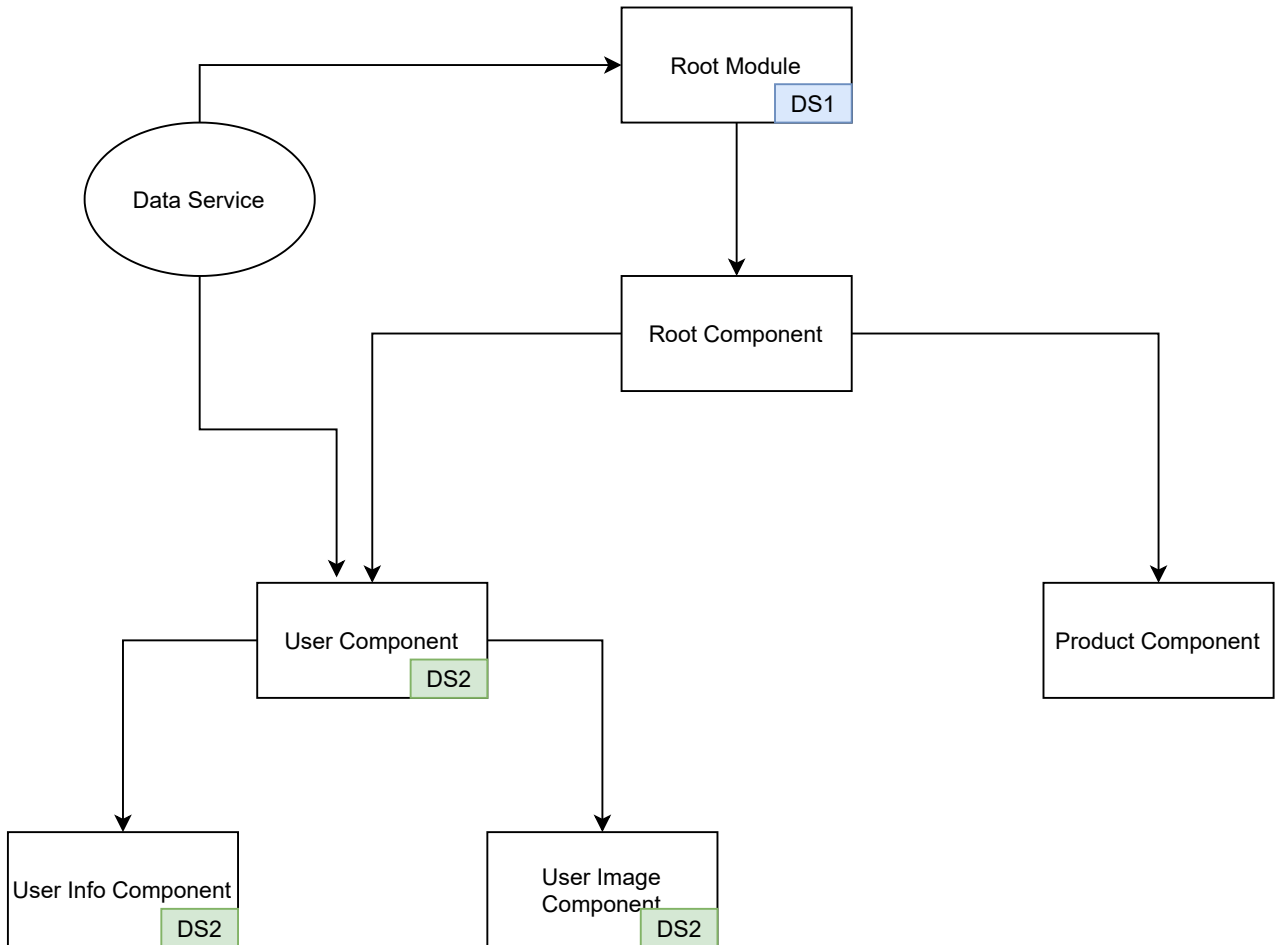 Root Module
DS1
Data Service
Root Component
User Component
DS2
Product Component
User Info Component
DS2
User Image
Component
DS2